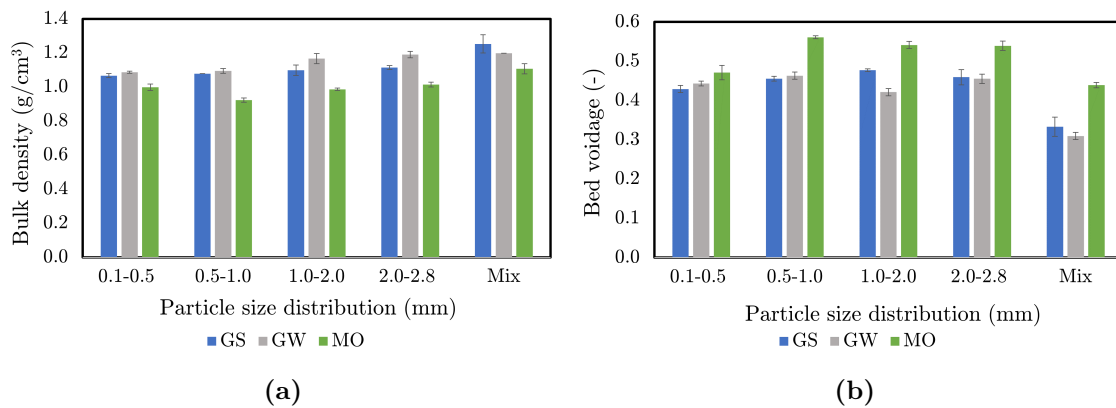 Bulk density (g/cm³)
1.4
1.2
1.0
0.8
0.6
0.4
0.2
0.0
0.1-0.5 0.5-1.0 1.0-2.0 2.0-2.8 Mix
Particle size distribution (mm)
GS GW MO
(a)
Bed voidage (-)
0.6
0.5
0.4
0.3
0.2
0.1
0.0
0.1-0.5 0.5-1.0 1.0-2.0 2.0-2.8 Mix
Particle size distribution (mm)
GS GW MO
(b)